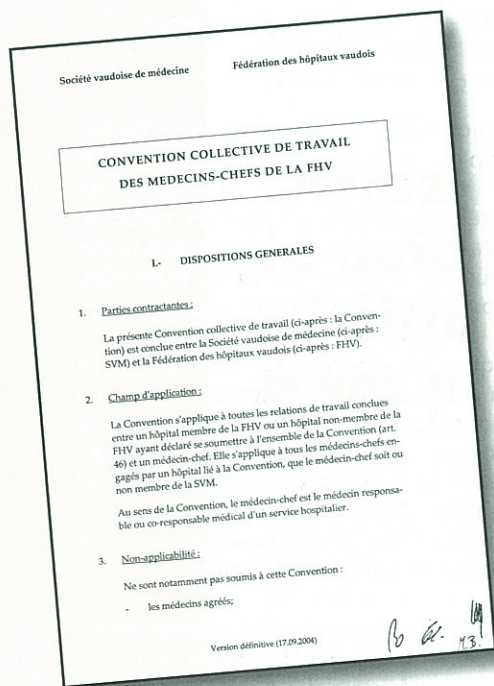 Société vaudoise de médecine Fédération des hôpitaux vaudois
CONVENTION COLLECTIVE DE TRAVAIL
DES MEDECINS-CHEFS DE LA FHV
I.- DISPOSITIONS GENERALES
1. Parties contractantes :
La présente Convention collective de travail (ci-après : la Conven-
tion) est conclue entre la Société vaudoise de médecine (ci-après :
SVM) et la Fédération des hôpitaux vaudois (ci-après : FHV).
2. Champ d'application :
La Convention s'applique à toutes les relations de travail conclues
entre un hôpital membre de la FHV ou un hôpital non-membre de la
FHV ayant déclaré se soumettre à l'ensemble de la Convention (art.
46) et un médecin-chef. Elle s'applique à tous les médecins-chefs en-
gagés par un hôpital lié à la Convention, que le médecin-chef soit ou
non membre de la SVM.
Au sens de la Convention, le médecin-chef est le médecin responsa-
ble ou co-responsable médical d'un service hospitalier.
3. Non-applicabilité :
Ne sont notamment pas soumis à cette Convention :
- les médecins agréés;
Version définitive (17.09.2004)
M.B.